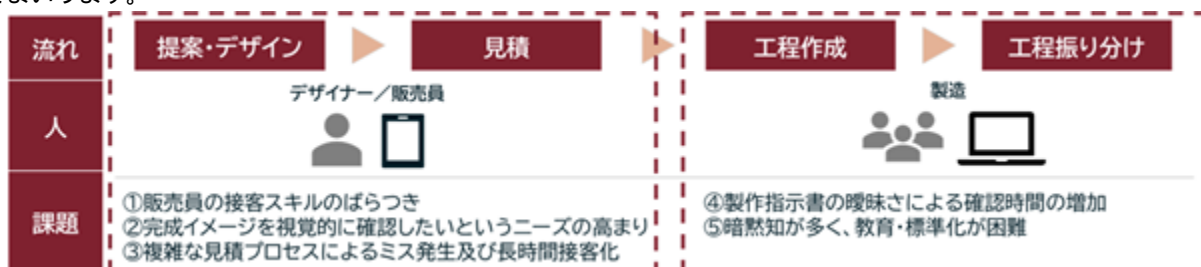 流れ
提案・デザイン
見積
工程作成
工程振り分け
人
デザイナー／販売員
製造
課題
①販売員の接客スキルのばらつき
②完成イメージを視覚的に確認したいというニーズの高まり
③複雑な見積プロセスによるミス発生及び長時間接客化
④製作指示書の曖昧さによる確認時間の増加
⑤暗黙知が多く、教育・標準化が困難